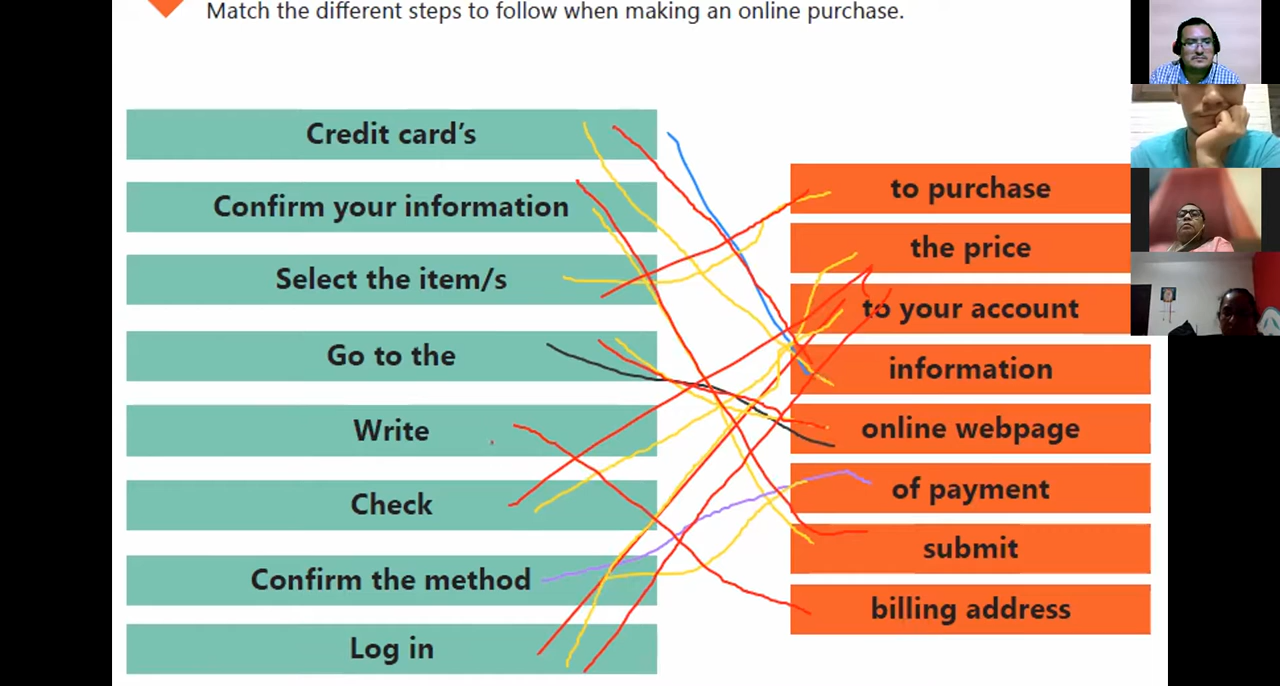 Match the different steps to follow when making an online purchase.
Credit card's
Confirm your information
Select the item/s
Go to the
Write
Check
Confirm the method
Log in
to purchase
the price
to your account
information
online webpage
of payment
submit
billing address